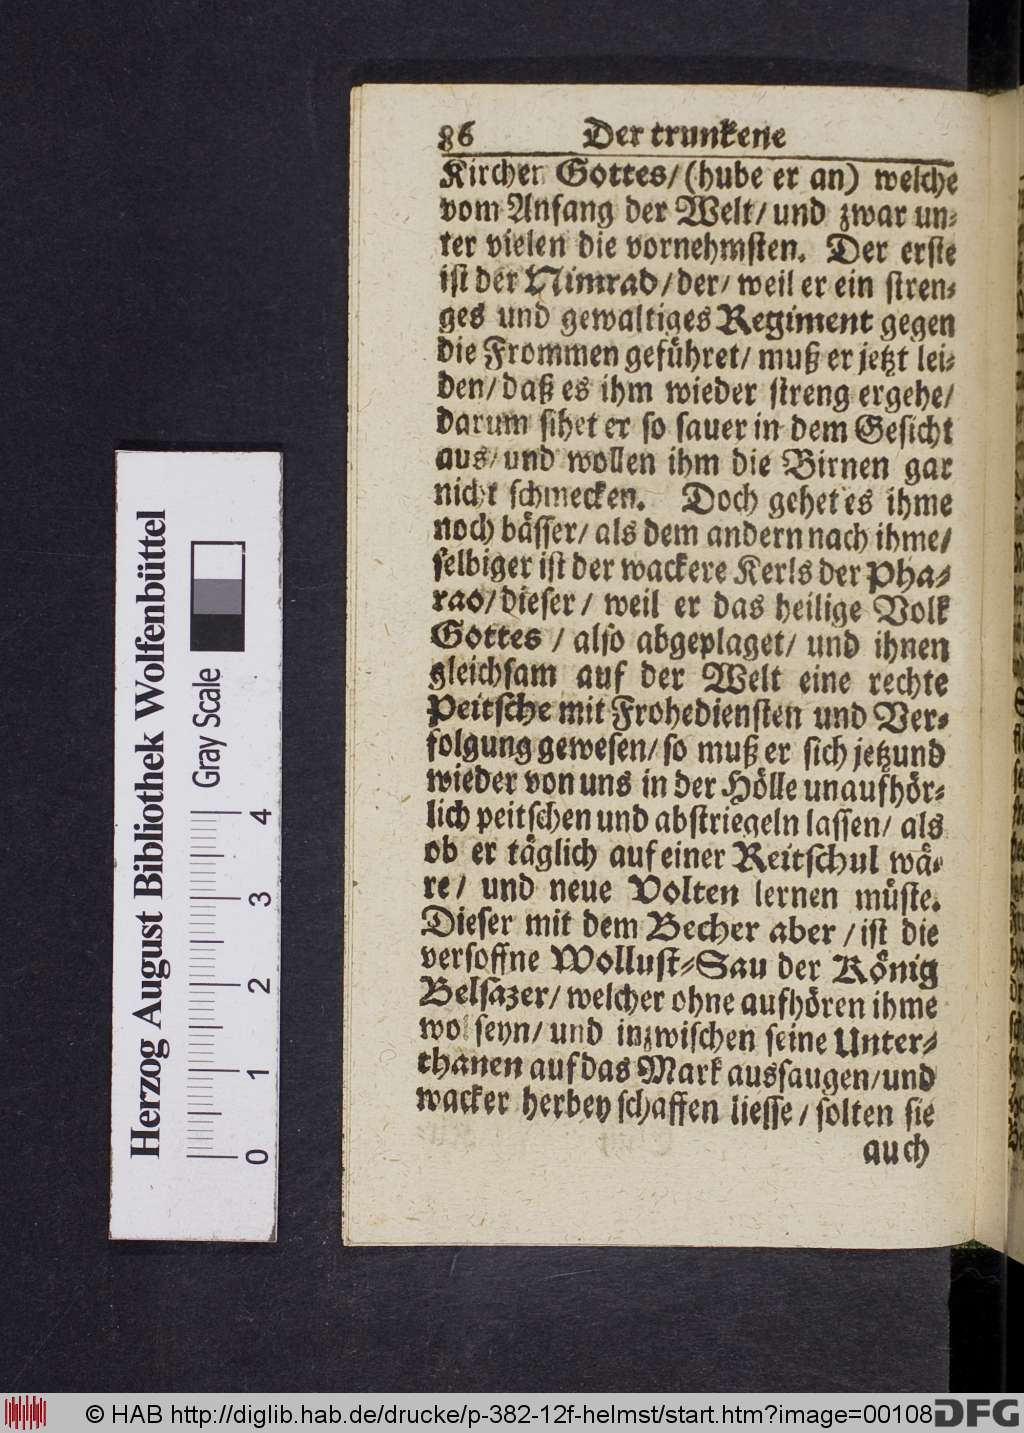 86 Der trunkene
Kirchen Gottes/ (hube er an) welche
vom Anfang der Welt/ und zwar un⸗
ter vielen die vornehmſten. Der erſte
iſt der Nimrad/ der/ weil er ein ſtren⸗
ges und gewaltiges Regiment gegen
die Frommen geführet/ muß er jetzt lei⸗
den/ daß es ihm wieder ſtreng ergehe/
darum ſihet er ſo ſauer in dem Geſicht
aus/ und wollen ihm die Birnen gar
nicht ſchmecken. Doch gehet es ihme
noch bäſſer/ als dem andern nach ihme/
ſelbiger iſt der wackere Kerls der Pha⸗
rao/ dieſer/ weil er das heilige Volk
Gottes/ alſo abgeplaget/ und ihnen
gleichſam auf der Welt eine rechte
Peitſche mit Frohedienſten und Ver⸗
folgung geweſen/ ſo muß er ſich jetzund
wieder von uns in der Hölle unaufhör⸗
lich peitſchen und abſtriegeln laſſen/ als
ob er täglich auf einer Reitſchul wä⸗
re/ und neue Volten lernen müſte.
Dieſer mit dem Becher aber/ iſt die
verſoffne Wolluſt⸗Sau der König
Belſazer/ welcher ohne aufhören ihme
wol ſeyn/ und inzwiſchen ſeine Unter⸗
thanen auf das Mark ausſaugen/ und
wacker herbey ſchaffen lieſſe/ ſolten ſie
auch
Herzog August Bibliothek Wolfenbüttel
Gray Scale
0 1 2 3 4
© HAB http://diglib.hab.de/drucke/p-382-12f-helmst/start.htm?image=00108
DFG